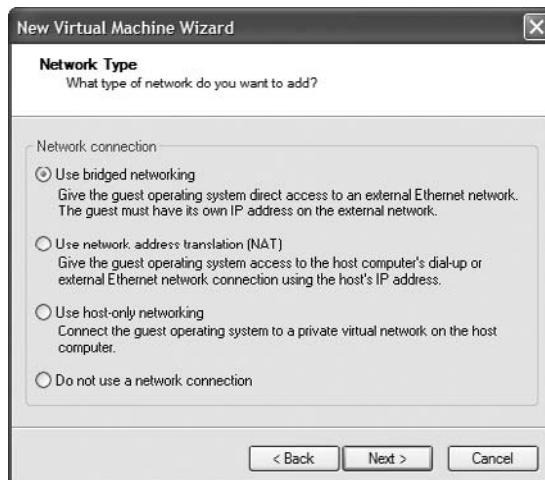 New Virtual Machine Wizard
Network Type
What type of network do you want to add?
Network connection
Use bridged networking
Give the guest operating system direct access to an external Ethernet network.
The guest must have its own IP address on the external network.
Use network address translation (NAT)
Give the guest operating system access to the host computer's dial-up or
external Ethernet network connection using the host's IP address.
Use host-only networking
Connect the guest operating system to a private virtual network on the host
computer.
Do not use a network connection
< Back Next > Cancel